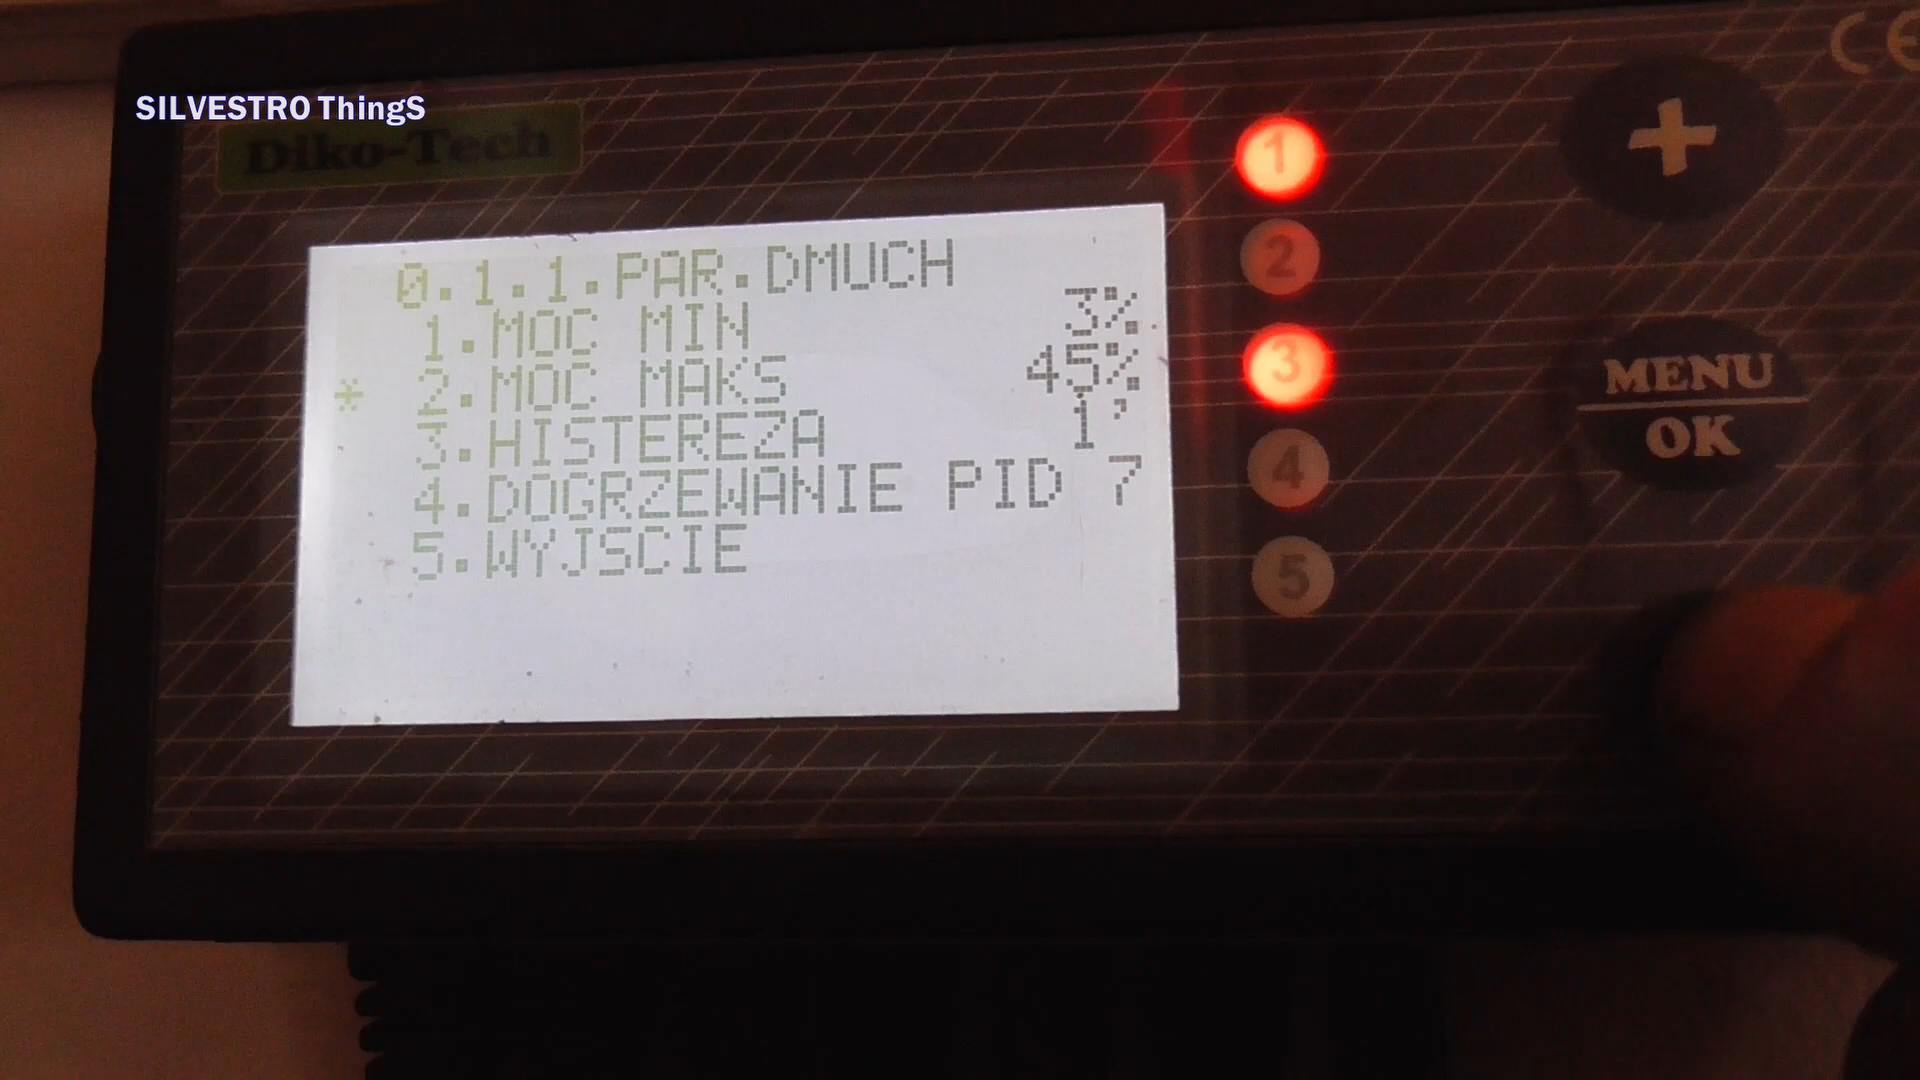 SILVESTRO ThingS
Diko-Tech
0.1.1.PAR.DMUCH
1.MOC MIN 3%
* 2.MOC MAKS 45%
3.HISTEREZA 1'
4.DOGRZEWANIE PID 7
5.WYJSCIE
1
2
3
4
5
+
MENU
OK
CE